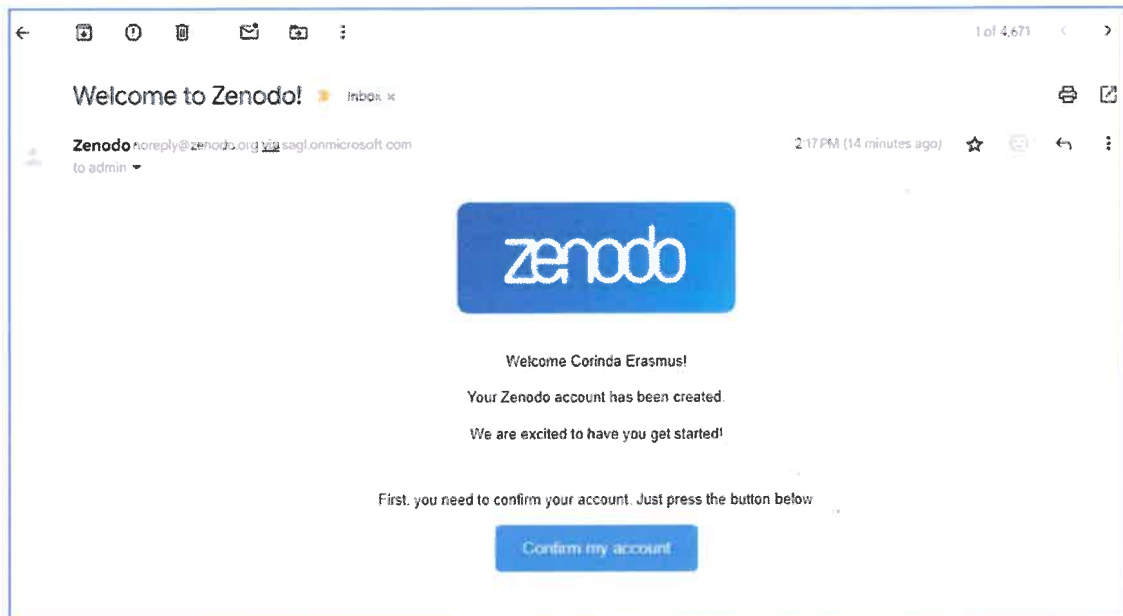 1 of 4,671
Welcome to Zenodo! Inbox ×
Zenodo noreply@zenodo.org via sagl.onmicrosoft.com
2:17 PM (14 minutes ago)
to admin
zenodo
Welcome Corinda Erasmus!
Your Zenodo account has been created.
We are excited to have you get started!
First, you need to confirm your account. Just press the button below
Confirm my account